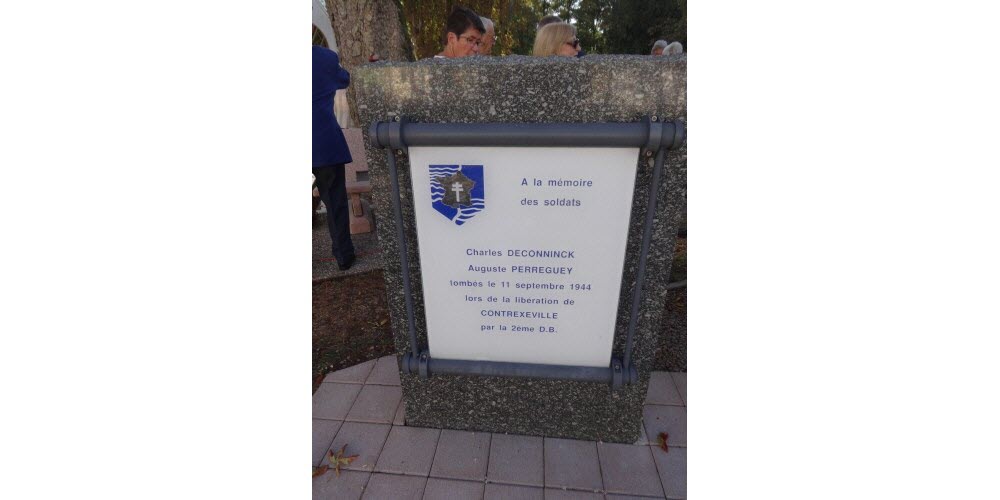 A la mémoire
des soldats
Charles DECONNINCK
Auguste PERREGUEY
tombés le 11 septembre 1944
lors de la libération de
CONTREXEVILLE
par la 2ème D.B.